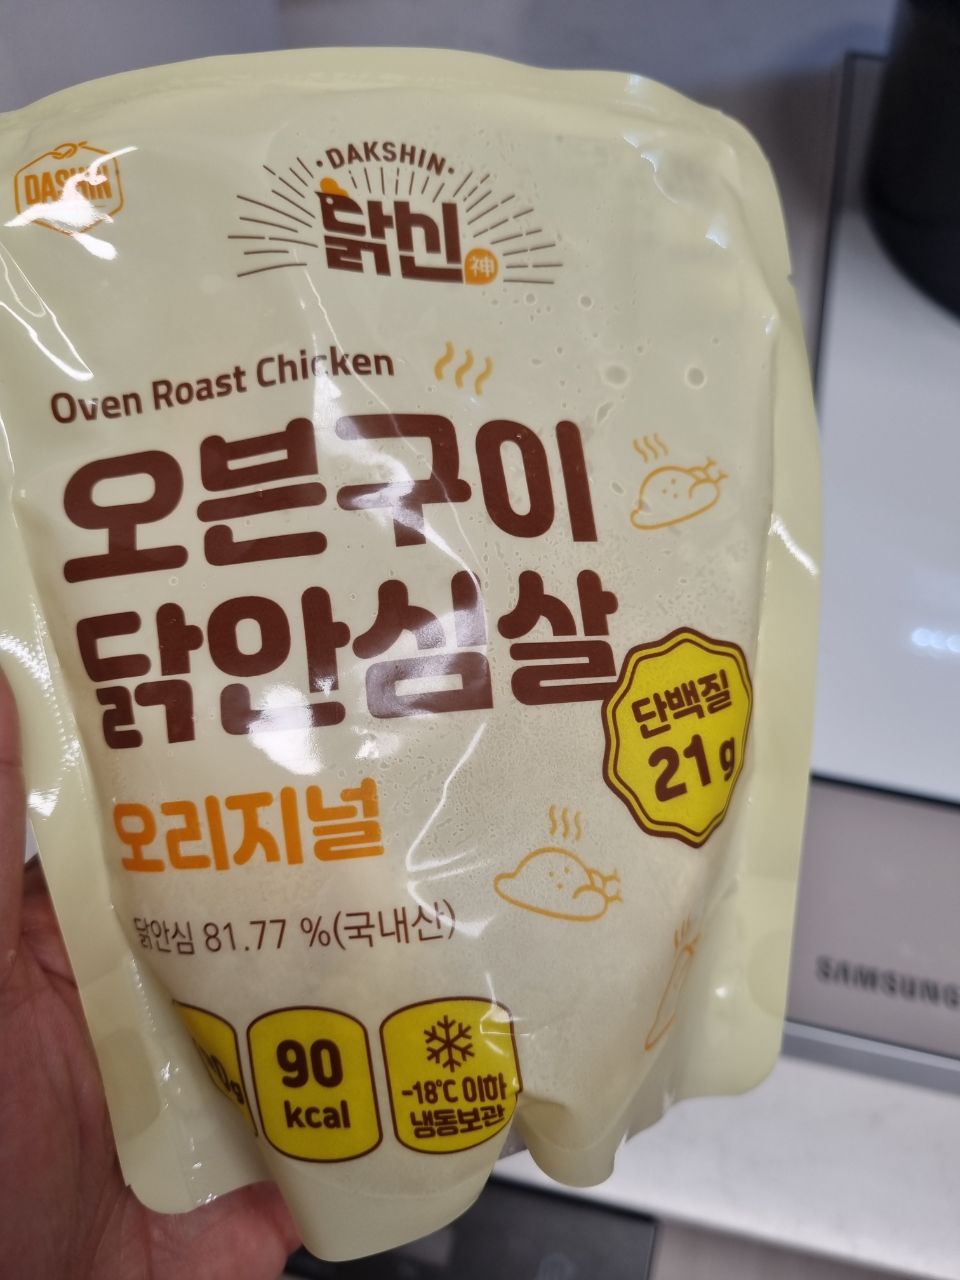 DASHIN
·DAKSHIN·
닭신
神
Oven Roast Chicken
오븐구이
닭안심살
단백질
21g
오리지널
닭안심 81.77 %(국내산)
90
kcal
-18℃ 이하
냉동보관
SAMSUNG